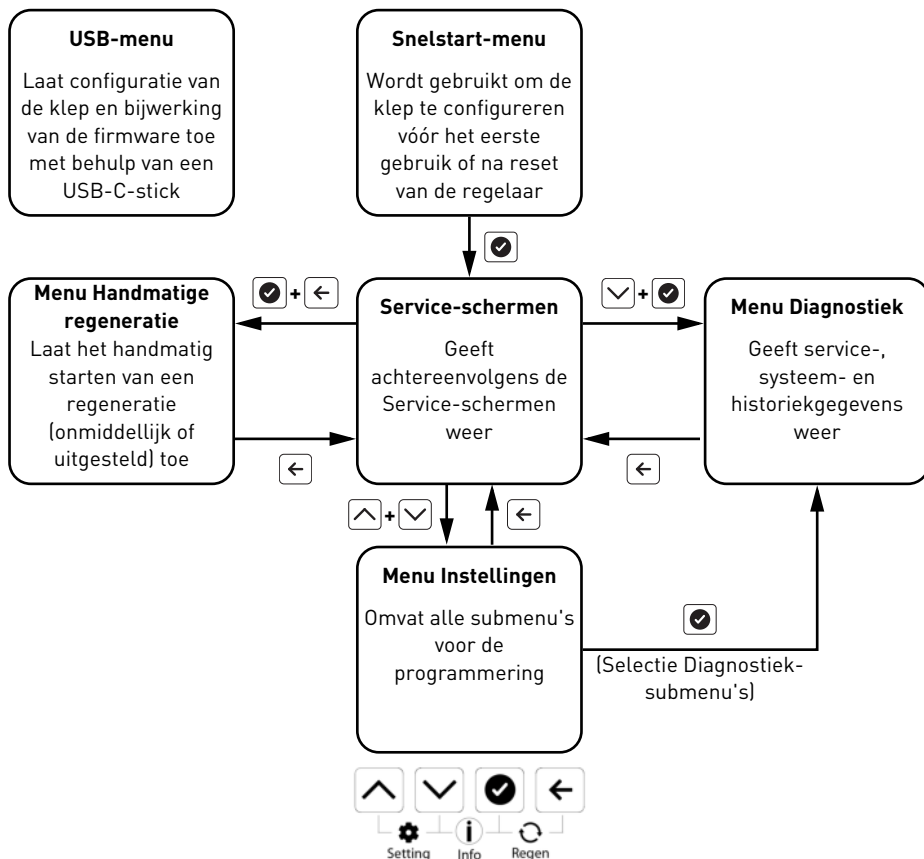 USB-menu
Laat configuratie van
de klep en bijwerking
van de firmware toe
met behulp van een
USB-C-stick
Snelstart-menu
Wordt gebruikt om de
klep te configureren
vóór het eerste
gebruik of na reset
van de regelaar
Menu Handmatige
regeneratie
Laat het handmatig
starten van een
regeneratie
(onmiddellijk of
uitgesteld) toe
+
Service-schermen
Geeft
achtereenvolgens de
Service-schermen
weer
+
Menu Diagnostiek
Geeft service-,
systeem- en
historiekgegevens
weer
+
Menu Instellingen
Omvat alle submenu's
voor de
programmering
(Selectie Diagnostiek-
submenu's)
Setting Info Regen